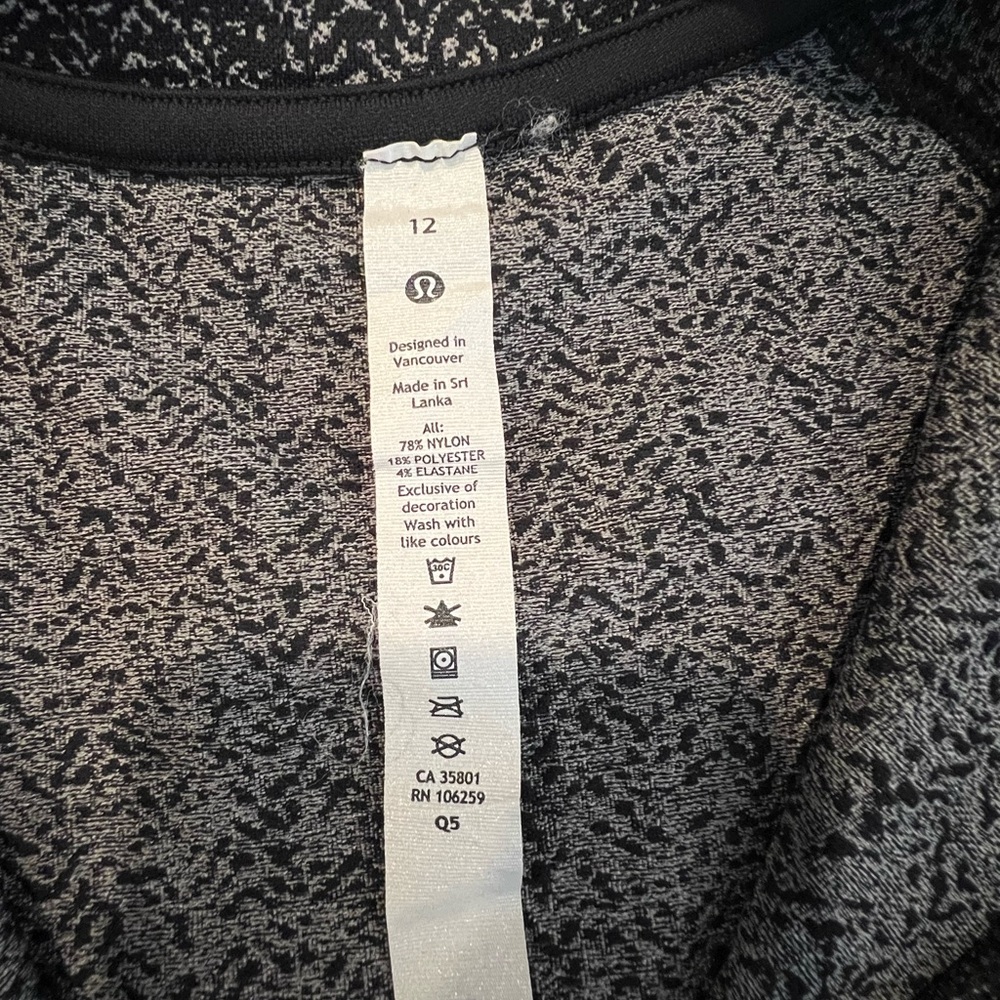 12
Designed in
Vancouver
Made in Sri
Lanka
All:
78% NYLON
18% POLYESTER
4% ELASTANE
Exclusive of
decoration
Wash with
like colours
30C
CA 35801
RN 106259
Q5